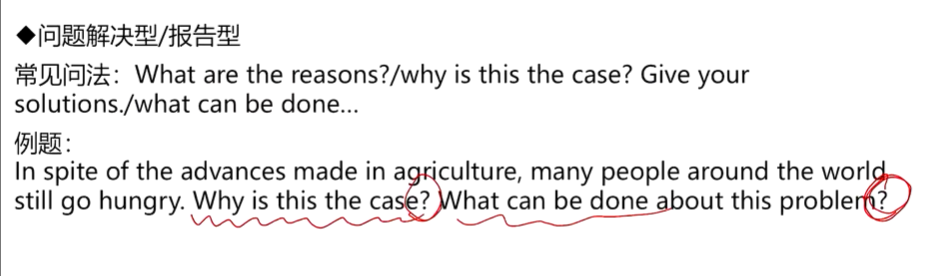 ◆问题解决型/报告型
常见问法：What are the reasons?/why is this the case? Give your
solutions./what can be done...
例题：
In spite of the advances made in agriculture, many people around the world
still go hungry. Why is this the case? What can be done about this problem?